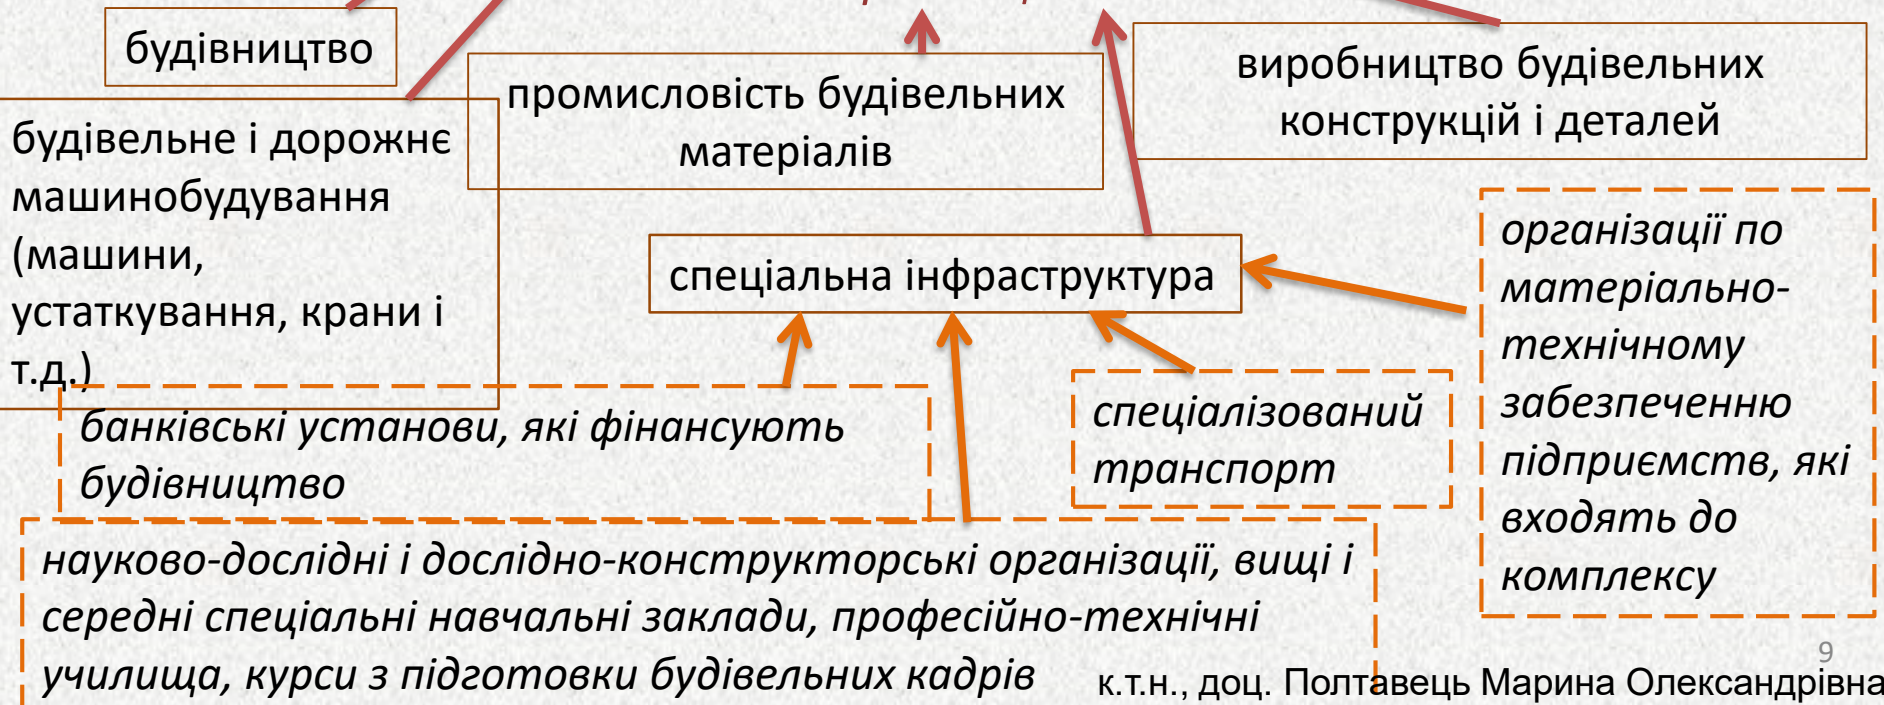 будівництво
промисловість будівельних
матеріалів
виробництво будівельних
конструкцій і деталей
будівельне і дорожнє
машинобудування
(машини,
устаткування, крани і
т.д.)
спеціальна інфраструктура
організації по
матеріально-
технічному
забезпеченню
підприємств, які
входять до
комплексу
банківські установи, які фінансують
будівництво
спеціалізований
транспорт
науково-дослідні і дослідно-конструкторські організації, вищі і
середні спеціальні навчальні заклади, професійно-технічні
училища, курси з підготовки будівельних кадрів
9
к.т.н., доц. Полтавець Марина Олександрівна